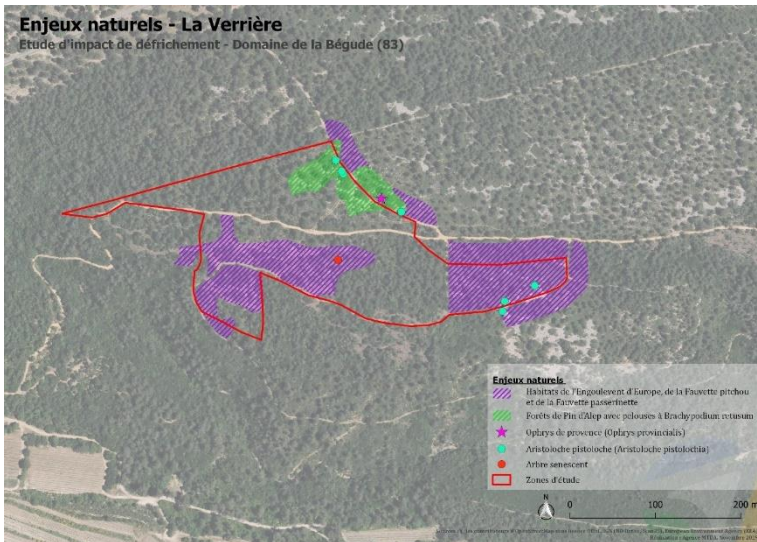 Enjeux naturels - La Verrière
Etude d'impact de défrichement - Domaine de la Bégude (83)
Enjeux naturels
Habitats de l'Engoulevent d'Europe, de la Fauvette pitchou
et de la Fauvette passerinette
Forêts de Pin d'Alep avec pelouses à Brachypodium retusum
Ophrys de provence (Ophrys provincialis)
Aristoloche pistoloche (Aristolochia pistolochia)
Arbre senescent
Zones d'étude
N
0 100 200 m